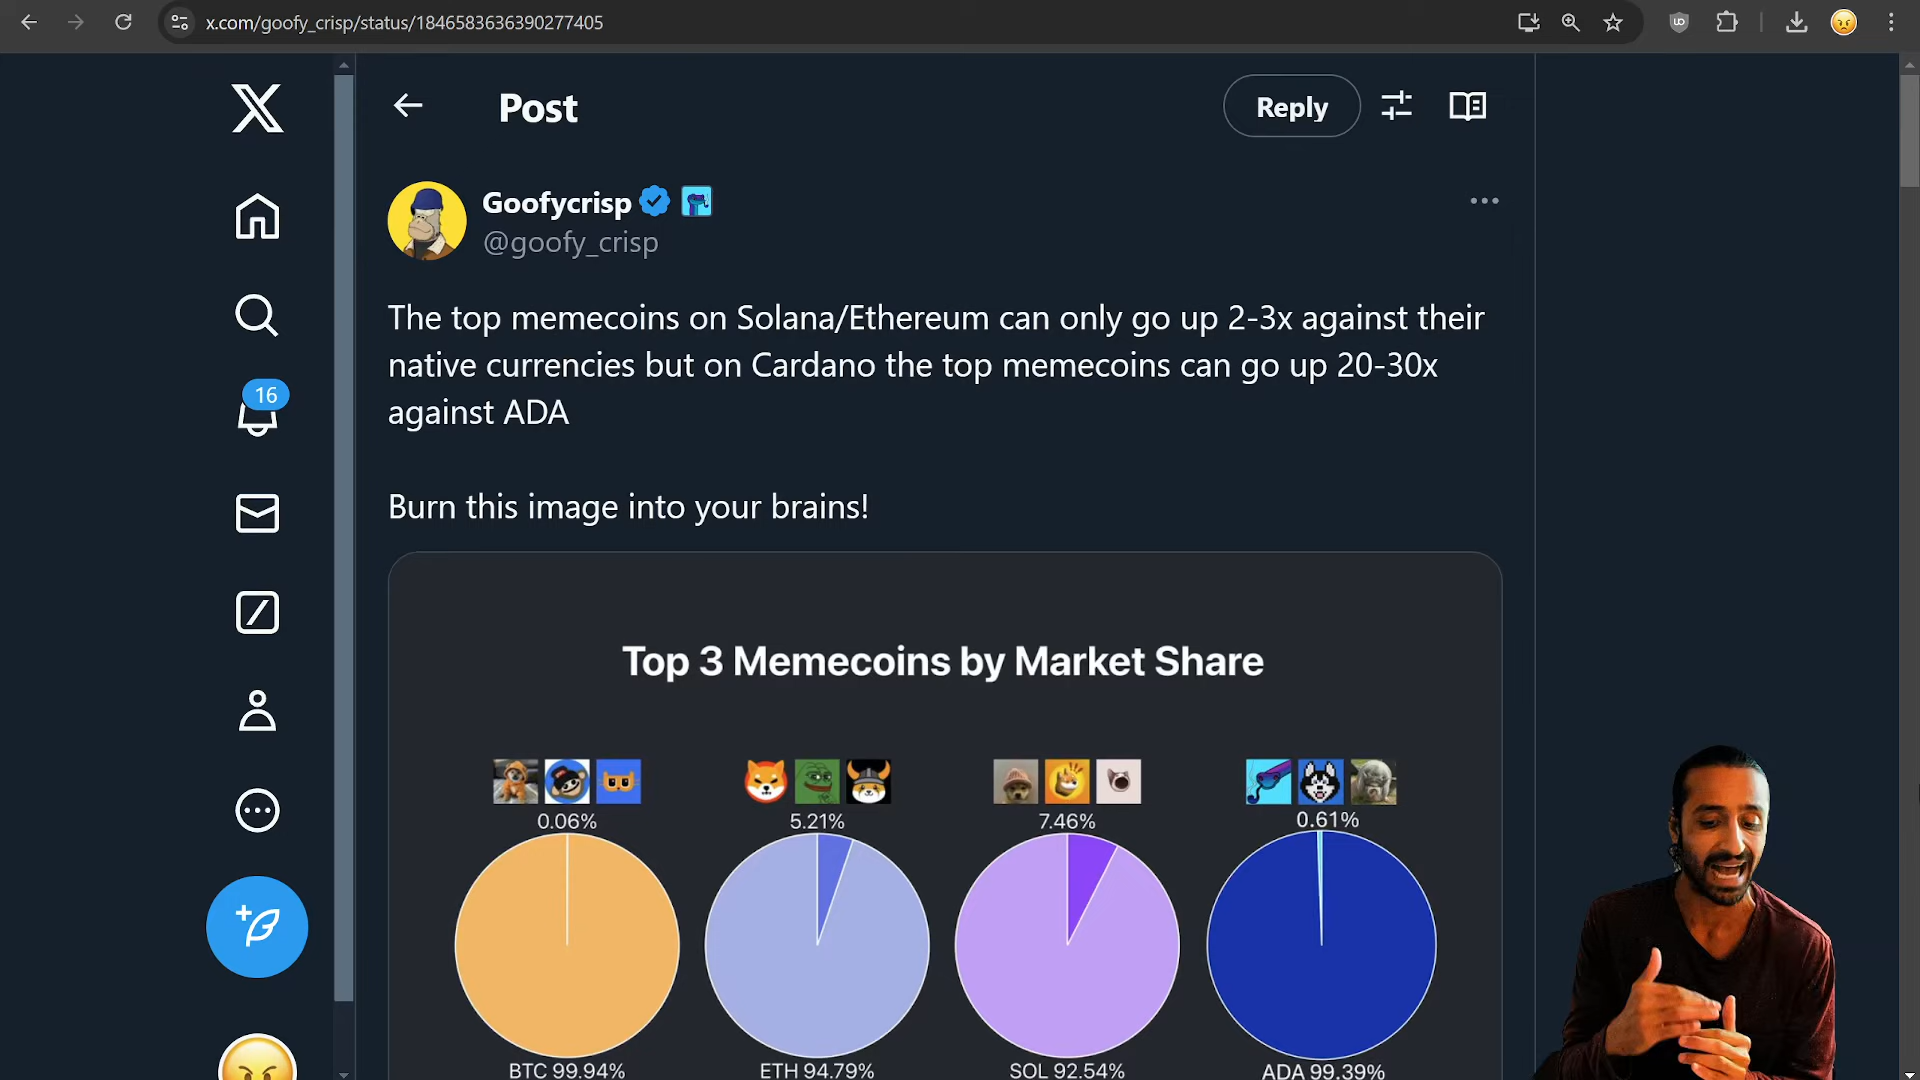 x.com/goofy_crisp/status/1846583636390277405
Post
Reply
Goofycrisp
@goofy_crisp
16
The top memecoins on Solana/Ethereum can only go up 2-3x against their
native currencies but on Cardano the top memecoins can go up 20-30x
against ADA
Burn this image into your brains!
Top 3 Memecoins by Market Share
0.06% 5.21% 7.46% 0.61%
BTC 99.94% ETH 94.79% SOL 92.54% ADA 99.39%